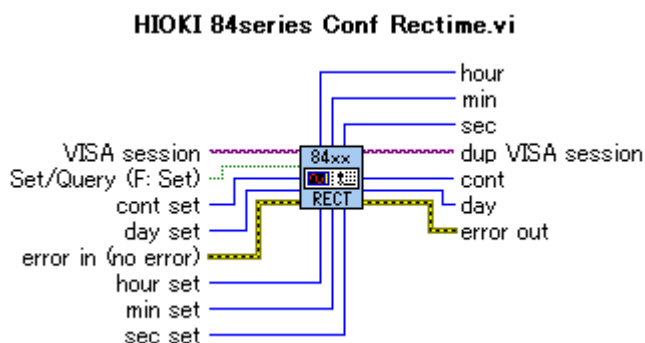 HIOKI 84series Conf Rectime.vi
hour
min
sec
VISA session
84xx
dup VISA session
Set/Query (F: Set)
cont
cont set
RECT
day
day set
error out
error in (no error)
hour set
min set
sec set